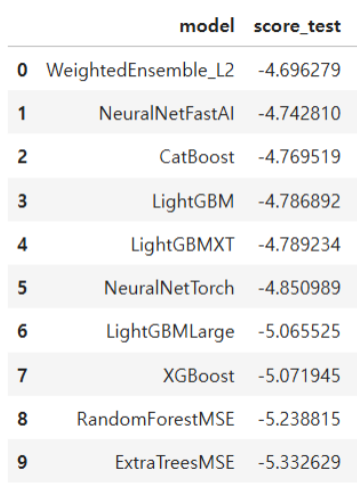 model score_test
0 WeightedEnsemble_L2 -4.696279
1 NeuralNetFastAI -4.742810
2 CatBoost -4.769519
3 LightGBM -4.786892
4 LightGBMXT -4.789234
5 NeuralNetTorch -4.850989
6 LightGBMLarge -5.065525
7 XGBoost -5.071945
8 RandomForestMSE -5.238815
9 ExtraTreesMSE -5.332629